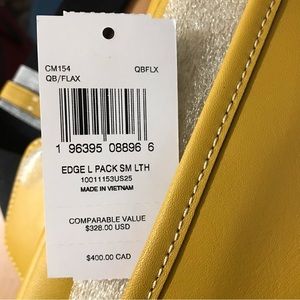 CM154 QBFLX
QB/FLAX
1 96395 08896 6
EDGE L PACK SM LTH
10011153US25
MADE IN VIETNAM
COMPARABLE VALUE
$328.00 USD
$400.00 CAD